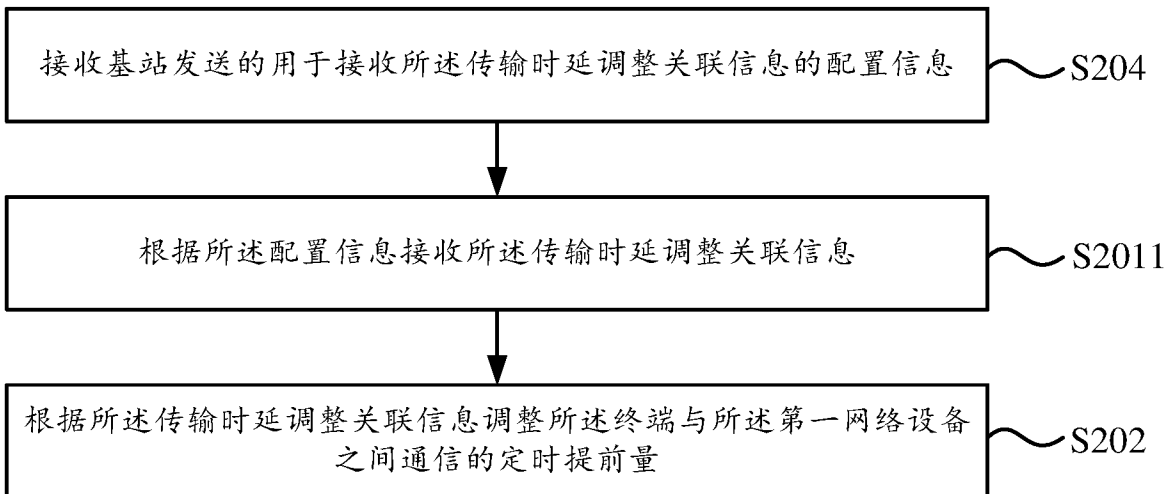 接收基站发送的用于接收所述传输时延调整关联信息的配置信息
S204
根据所述配置信息接收所述传输时延调整关联信息
S2011
根据所述传输时延调整关联信息调整所述终端与所述第一网络设备
之间通信的定时提前量
S202